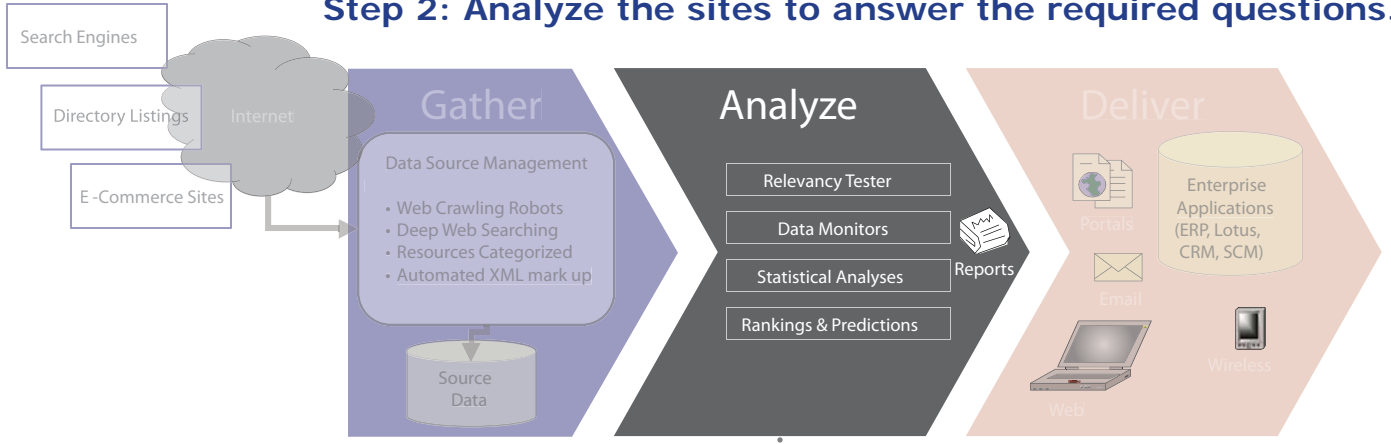 Step 2: Analyze the sites to answer the required questions.
Search Engines
Directory Listings
E -Commerce Sites
Internet
Gather
Data Source Management
• Web Crawling Robots
• Deep Web Searching
• Resources Categorized
• Automated XML mark up
Source
Data
Analyze
Relevancy Tester
Data Monitors
Statistical Analyses
Rankings & Predictions
Reports
Deliver
Portals
Enterprise
Applications
(ERP, Lotus,
CRM, SCM)
Email
Wireless
Web